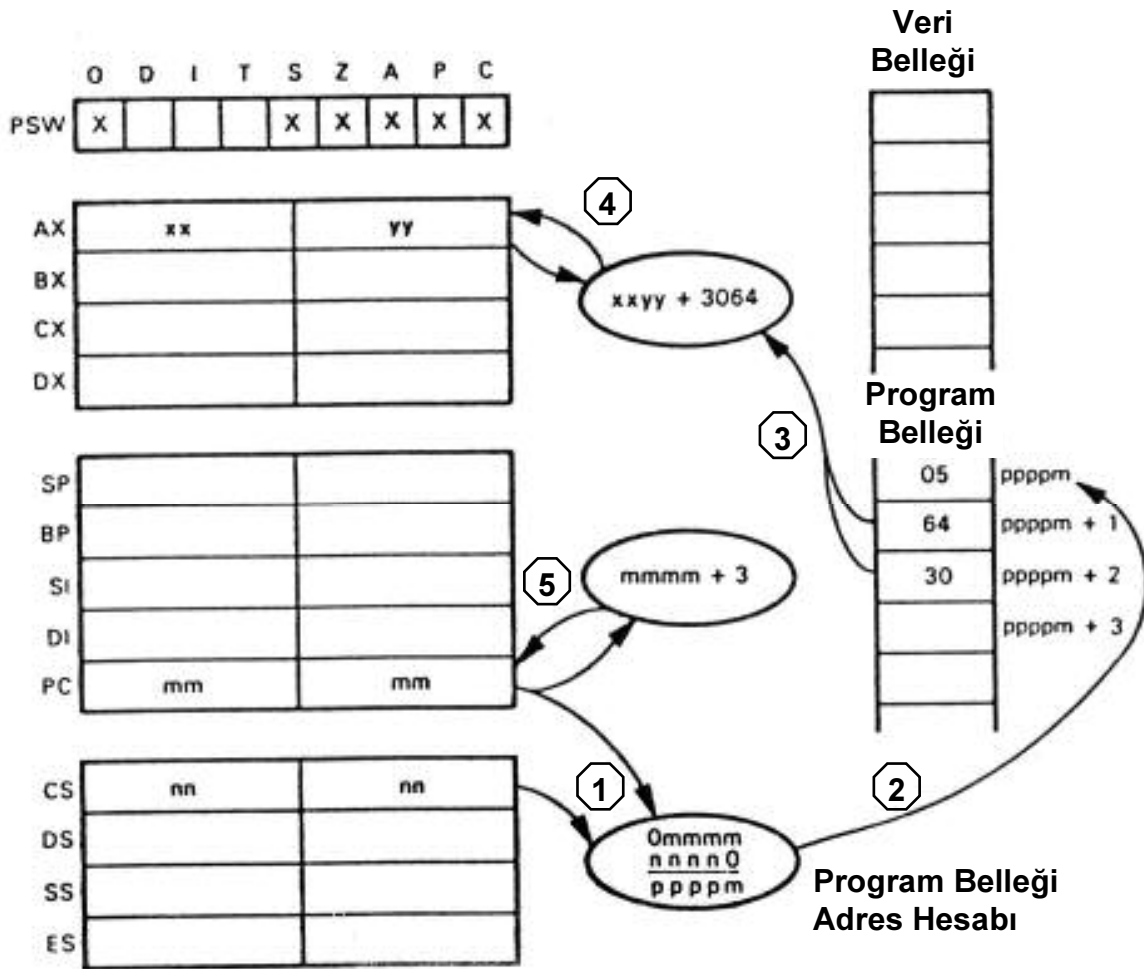 Veri
Belleği
O D I T S Z A P C
PSW X X X X X X
AX xx yy
BX
CX
DX
4
xxyy + 3064
Program
Belleği
3
05 ppppm
64 ppppm + 1
30 ppppm + 2
ppppm + 3
SP
BP
SI
DI
PC mm mm
5
mmmm + 3
CS nn nn
DS
SS
ES
1
2
0mmmm
nnnn0
ppppm
Program Belleği
Adres Hesabı